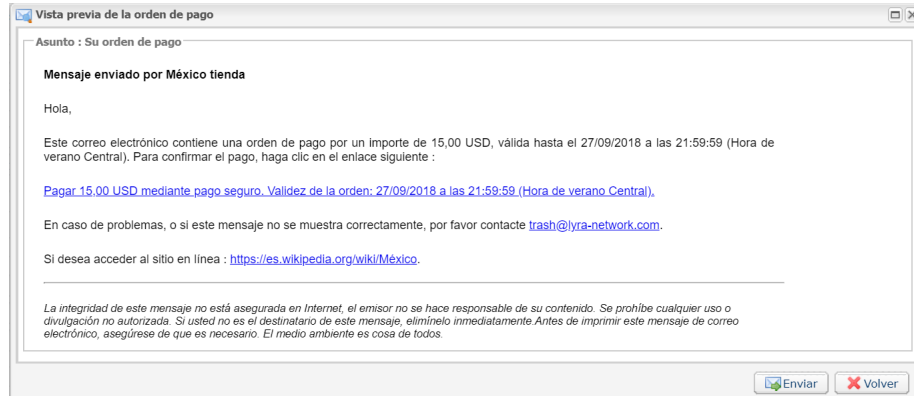 Vista previa de la orden de pago
Asunto : Su orden de pago
Mensaje enviado por México tienda
Hola,
Este correo electrónico contiene una orden de pago por un importe de 15,00 USD, válida hasta el 27/09/2018 a las 21:59:59 (Hora de
verano Central). Para confirmar el pago, haga clic en el enlace siguiente :
Pagar 15,00 USD mediante pago seguro. Validez de la orden: 27/09/2018 a las 21:59:59 (Hora de verano Central).
En caso de problemas, o si este mensaje no se muestra correctamente, por favor contacte trash@lyra-network.com.
Si desea acceder al sitio en línea : https://es.wikipedia.org/wiki/México.
La integridad de este mensaje no está asegurada en Internet, el emisor no se hace responsable de su contenido. Se prohíbe cualquier uso o
divulgación no autorizada. Si usted no es el destinatario de este mensaje, elimínelo inmediatamente.Antes de imprimir este mensaje de correo
electrónico, asegúrese de que es necesario. El medio ambiente es cosa de todos.
Enviar
Volver